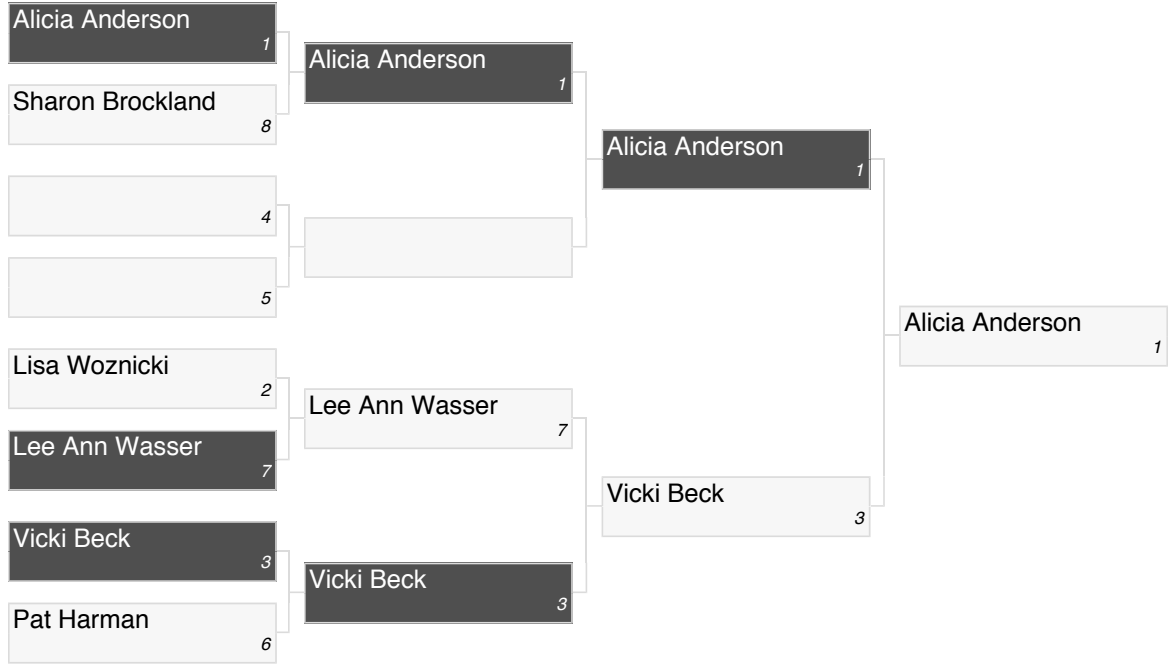 Alicia Anderson
1
Sharon Brockland
8
4
5
Lisa Woznicki
2
Lee Ann Wasser
7
Vicki Beck
3
Pat Harman
6
Alicia Anderson
1
Lee Ann Wasser
7
Vicki Beck
3
Alicia Anderson
1
Vicki Beck
3
Alicia Anderson
1